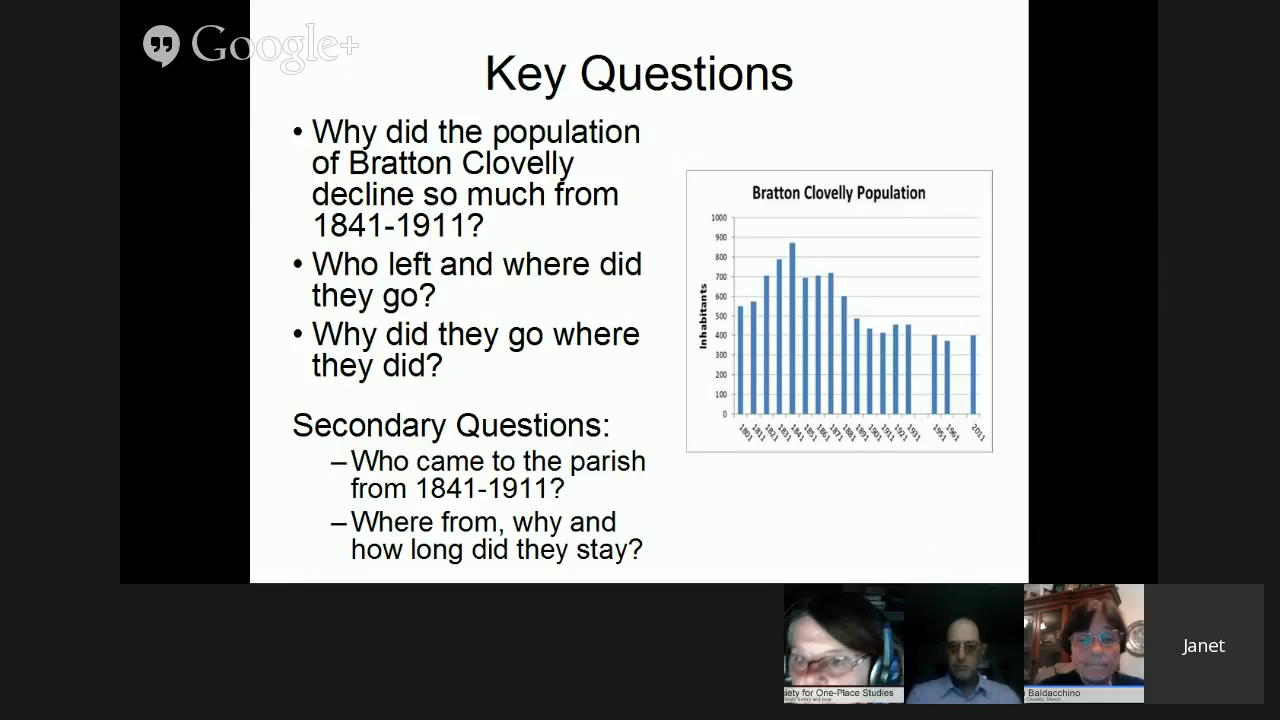 Google+
Key Questions
• Why did the population
of Bratton Clovelly
decline so much from
1841-1911?
• Who left and where did
they go?
• Why did they go where
they did?
Secondary Questions:
–Who came to the parish
from 1841-1911?
–Where from, why and
how long did they stay?
Bratton Clovelly Population
Inhabitants
1000
900
800
700
600
500
400
300
200
100
0
1801
1811
1821
1831
1841
1851
1861
1871
1881
1891
1901
1911
1921
1931
1951
1961
2011
ciety for One-Place Studies
Baldacchino
Janet